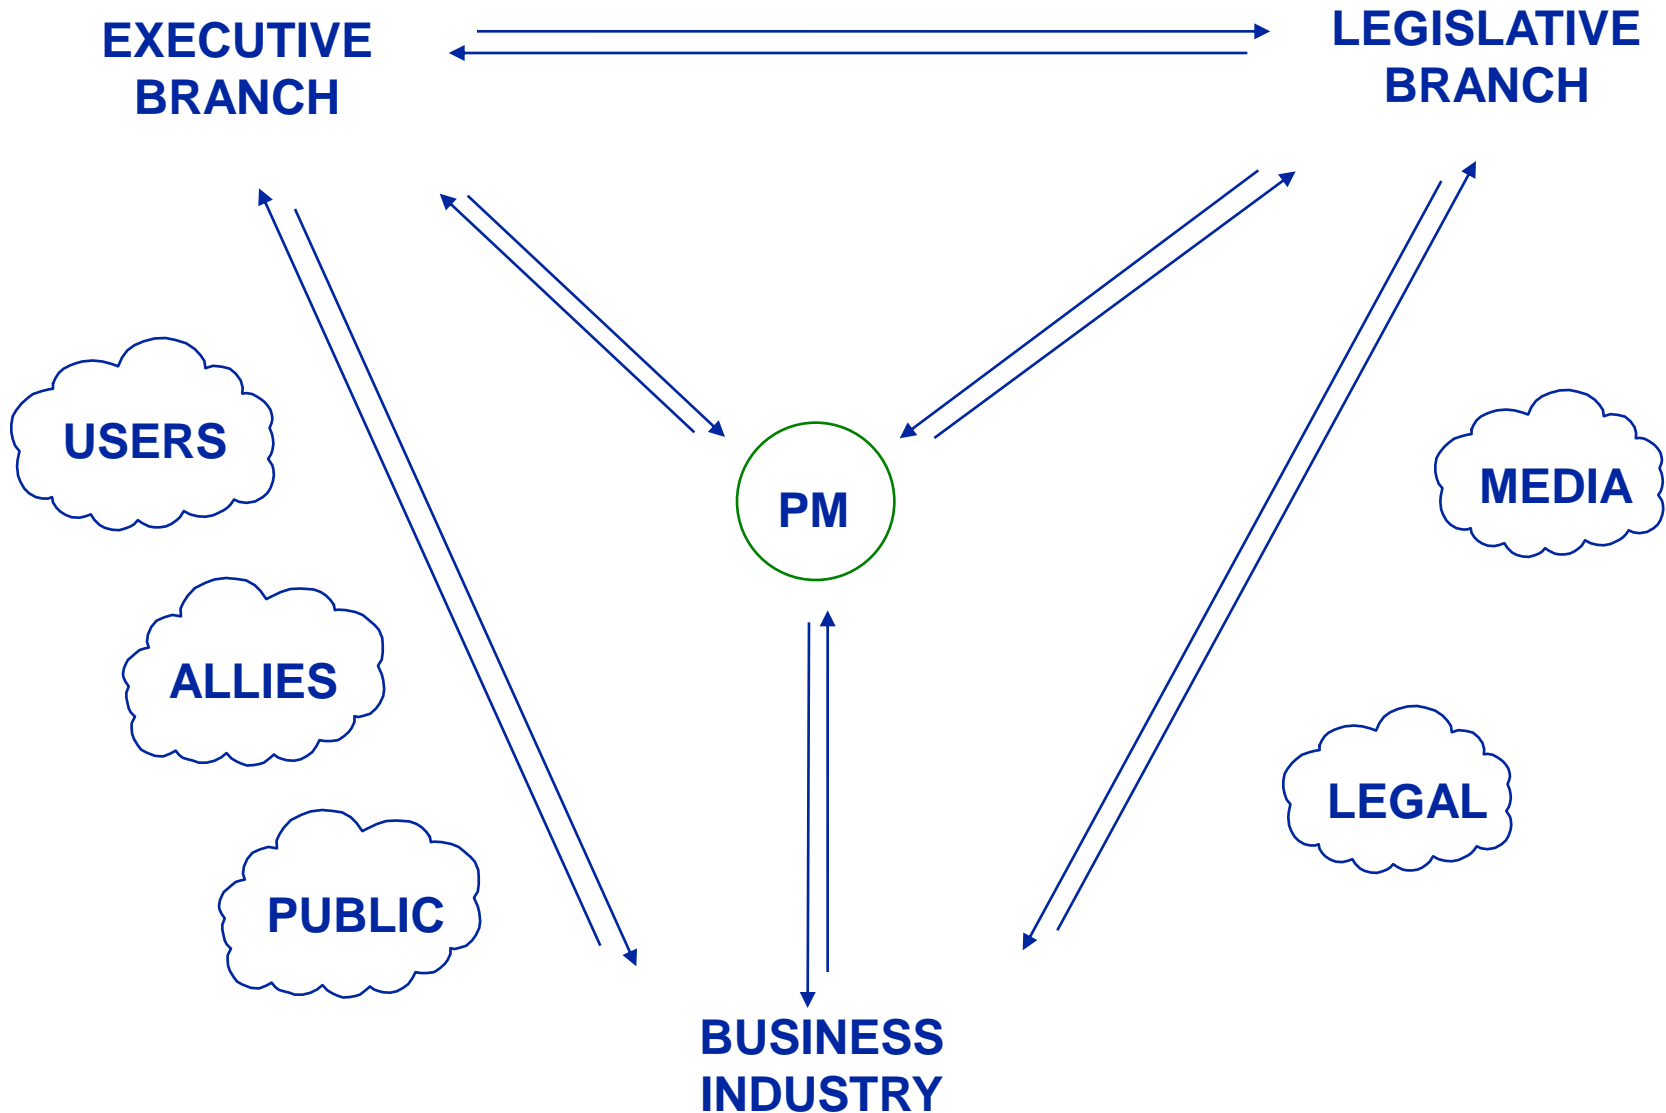 EXECUTIVE
BRANCH
LEGISLATIVE
BRANCH
USERS
MEDIA
PM
ALLIES
LEGAL
PUBLIC
BUSINESS
INDUSTRY